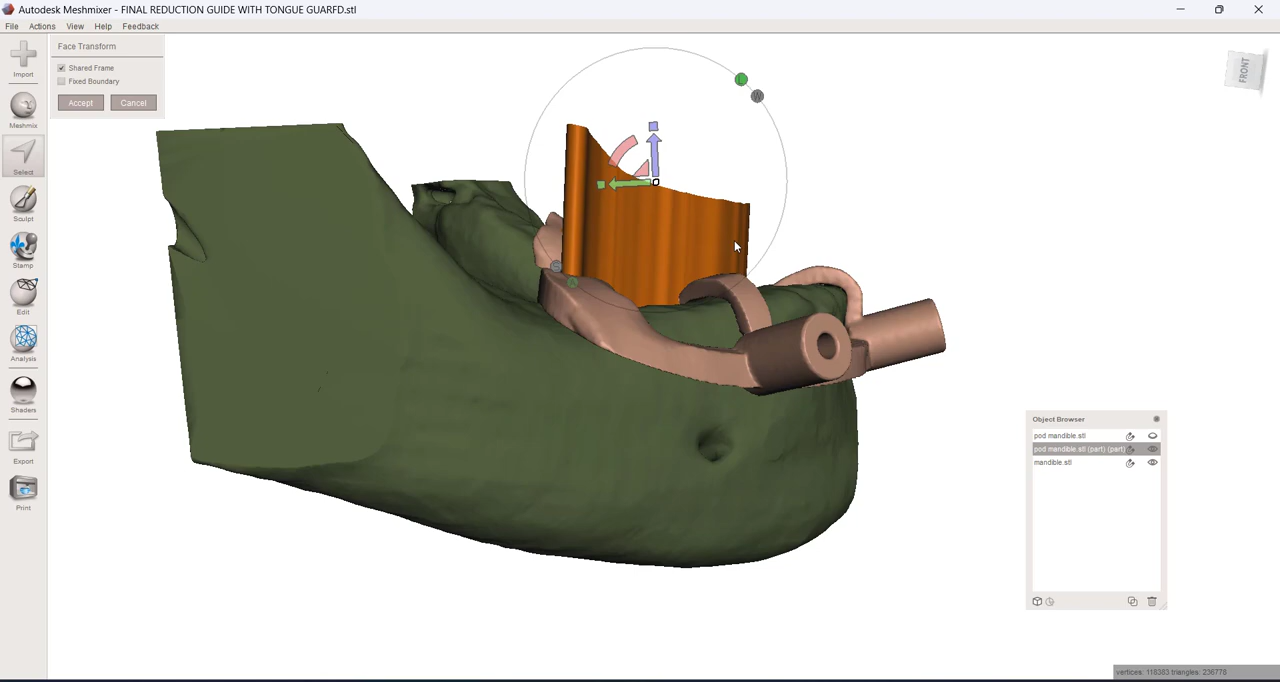 Autodesk Meshmixer - FINAL REDUCTION GUIDE WITH TONGUE GUARFD.stl
File Actions View Help Feedback
Face Transform
Shared Frame
Fixed Boundary
Accept Cancel
Import
Meshmix
Select
Sculpt
Stamp
Edit
Analysis
Shaders
Export
Print
L
W
FRONT
Object Browser
pod mandible.stl
pod mandible.stl (part) (part)
mandible.stl
vertices: 118383 triangles: 236778